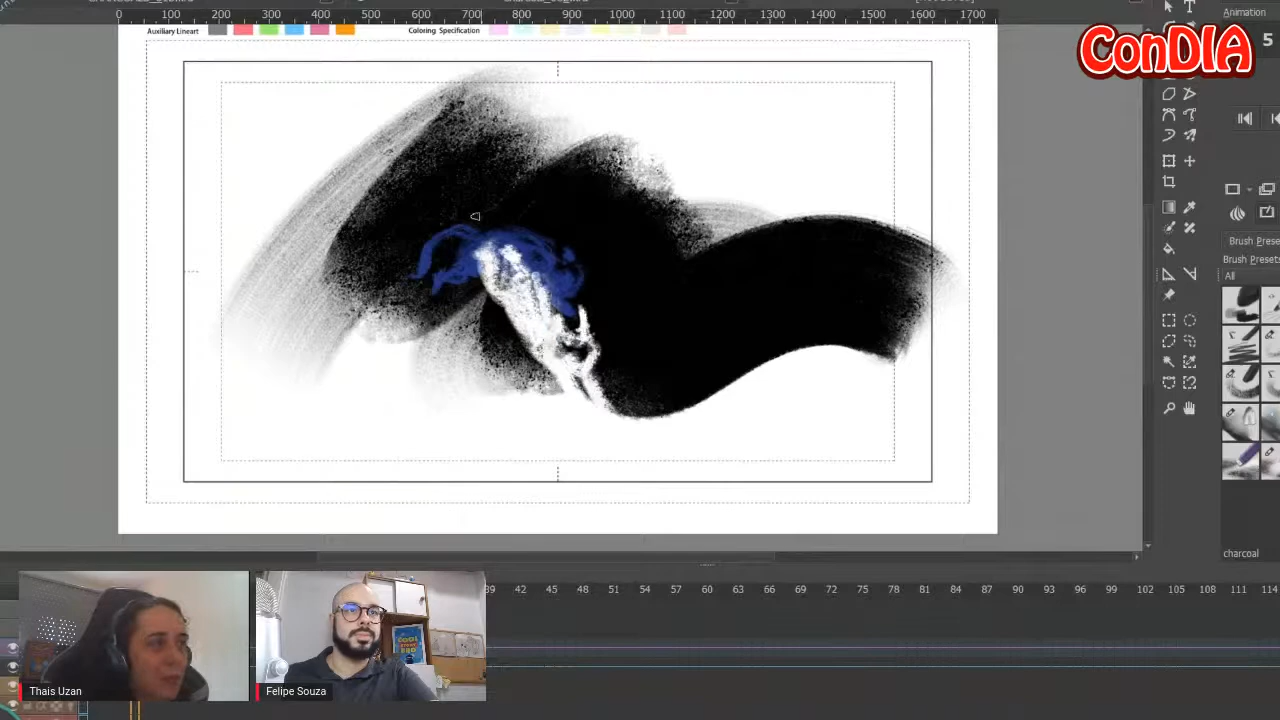 0 100 200 300 400 500 600 700 800 900 1000 1100 1200 1300 1400 1500 1600 1700
Animation
ConDIA
Auxiliary Lineart
Coloring Specification
5
Brush Prese
Brush Presets
All
charcoal
39 42 45 48 51 54 57 60 63 66 69 72 75 78 81 84 87 90 93 96 99 102 105 108 111 114
COOL
Thais Uzan
Felipe Souza